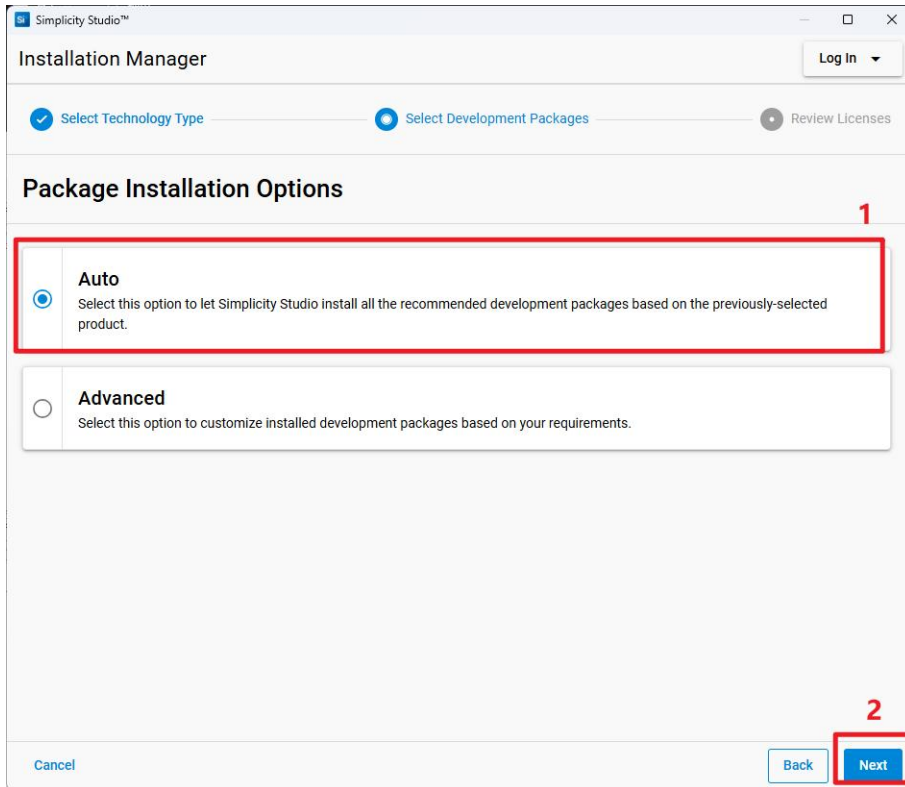 Simplicity Studio™
Installation Manager
Log In
Select Technology Type
Select Development Packages
Review Licenses
Package Installation Options
1
Auto
Select this option to let Simplicity Studio install all the recommended development packages based on the previously-selected
product.
Advanced
Select this option to customize installed development packages based on your requirements.
2
Cancel
Back
Next